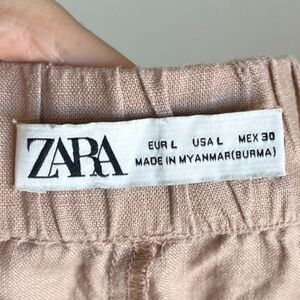 ZARA
EUR L USA L MEX 30
MADE IN MYANMAR(BURMA)